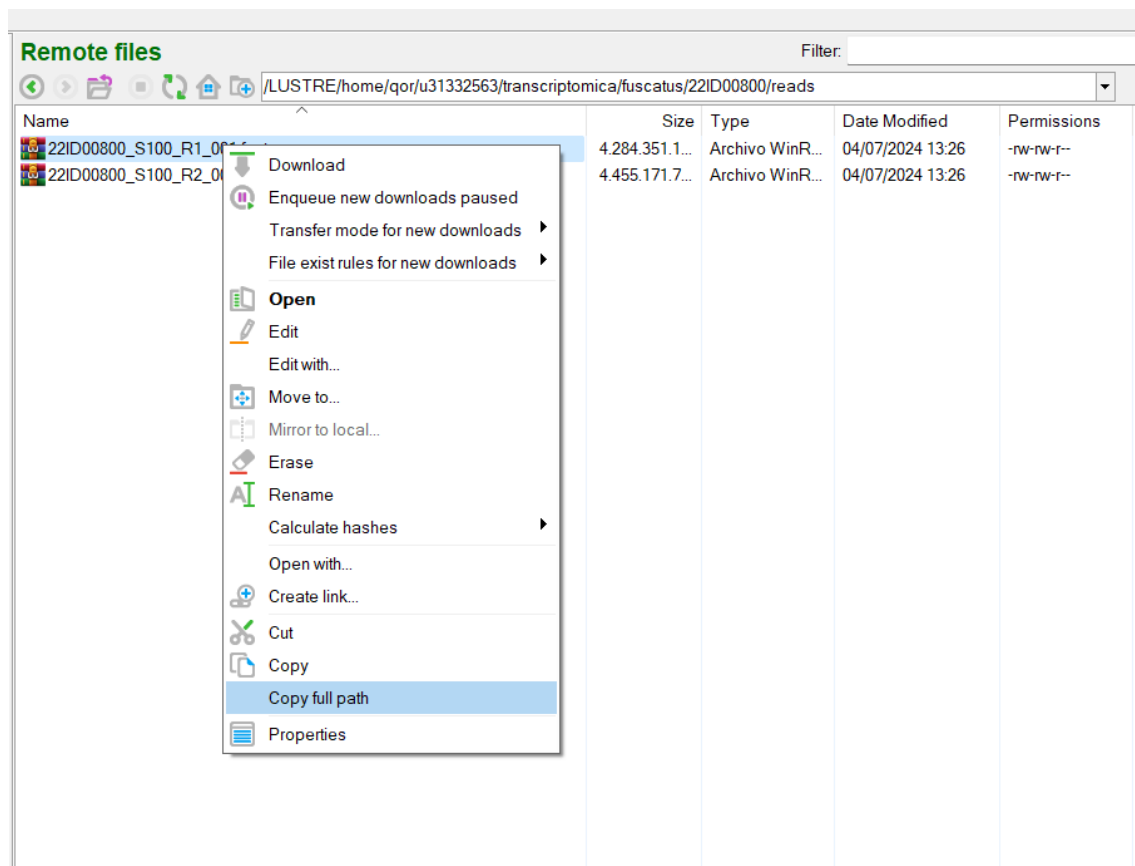 Remote files
Filter:
/LUSTRE/home/qor/u31332563/transcriptomica/fuscatus/22ID00800/reads
Name Size Type Date Modified Permissions
22ID00800_S100_R1_001.fast 4.284.351.1... Archivo WinR... 04/07/2024 13:26 -rw-rw-r--
22ID00800_S100_R2_00 4.455.171.7... Archivo WinR... 04/07/2024 13:26 -rw-rw-r--
Download
Enqueue new downloads paused
Transfer mode for new downloads
File exist rules for new downloads
Open
Edit
Edit with...
Move to...
Mirror to local...
Erase
Rename
Calculate hashes
Open with...
Create link...
Cut
Copy
Copy full path
Properties